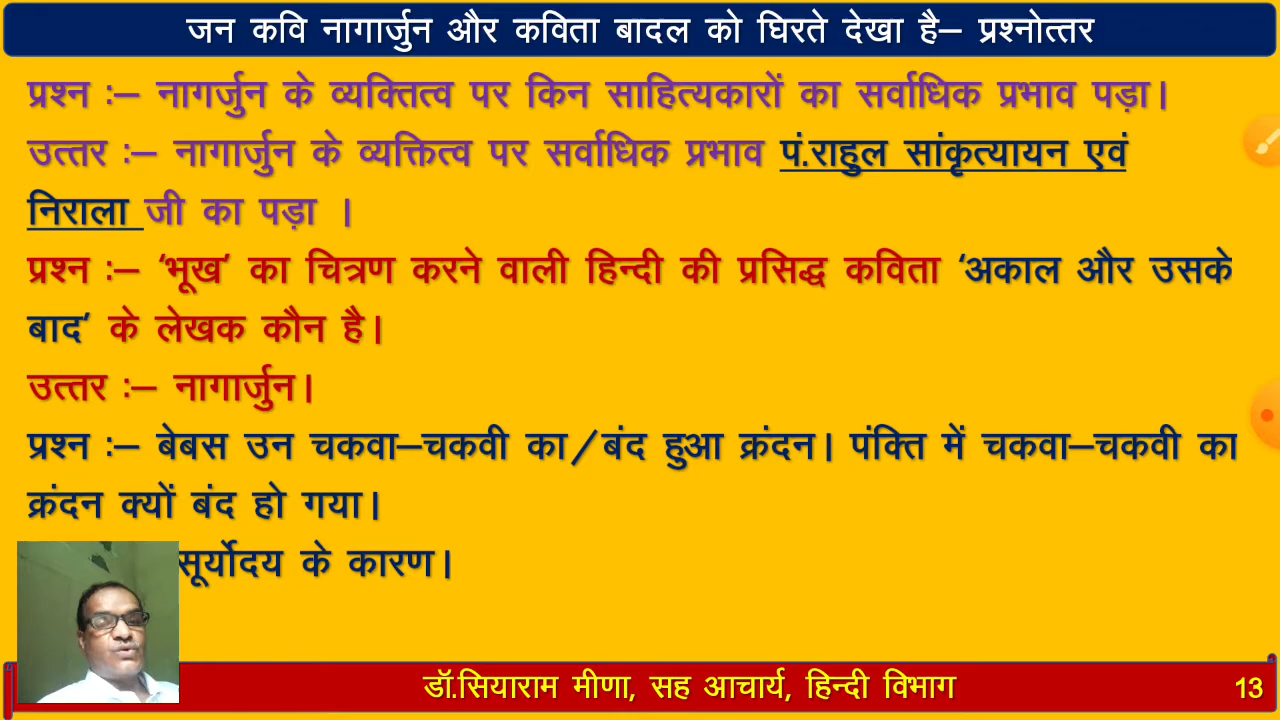 जन कवि नागार्जुन और कविता बादल को घिरते देखा है– प्रश्नोत्तर
प्रश्न :– नागर्जुन के व्यक्तित्व पर किन साहित्यकारों का सर्वाधिक प्रभाव पड़ा।
उत्तर :– नागार्जुन के व्यक्तित्व पर सर्वाधिक प्रभाव पं.राहुल सांकृत्यायन एवं
निराला जी का पड़ा ।
प्रश्न :– ‘भूख’ का चित्रण करने वाली हिन्दी की प्रसिद्ध कविता ‘अकाल और उसके
बाद’ के लेखक कौन है।
उत्तर :– नागार्जुन।
प्रश्न :– बेबस उन चकवा–चकवी का/बंद हुआ क्रंदन। पंक्ति में चकवा–चकवी का
क्रंदन क्यों बंद हो गया।
सूर्योदय के कारण।
डॉ.सियाराम मीणा, सह आचार्य, हिन्दी विभाग
13